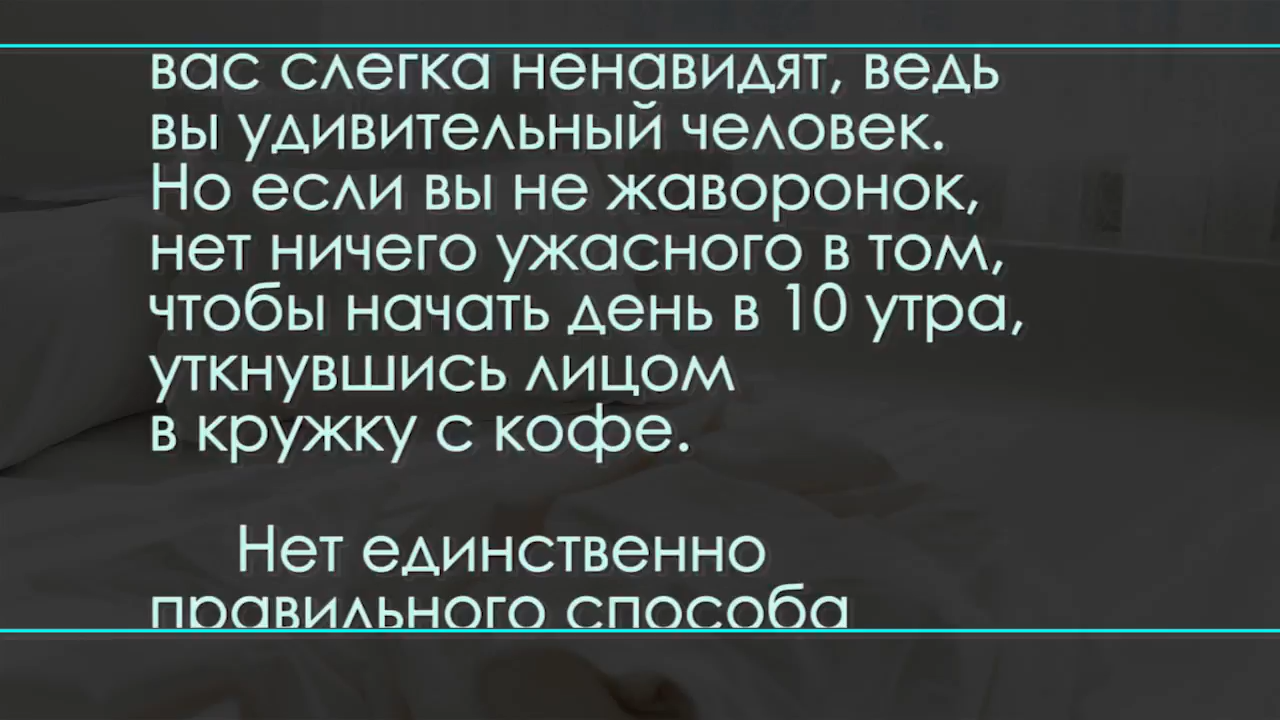 вас слегка ненавидят, ведь
вы удивительный человек.
Но если вы не жаворонок,
нет ничего ужасного в том,
чтобы начать день в 10 утра,
уткнувшись лицом
в кружку с кофе.
Нет единственно
правильного способа